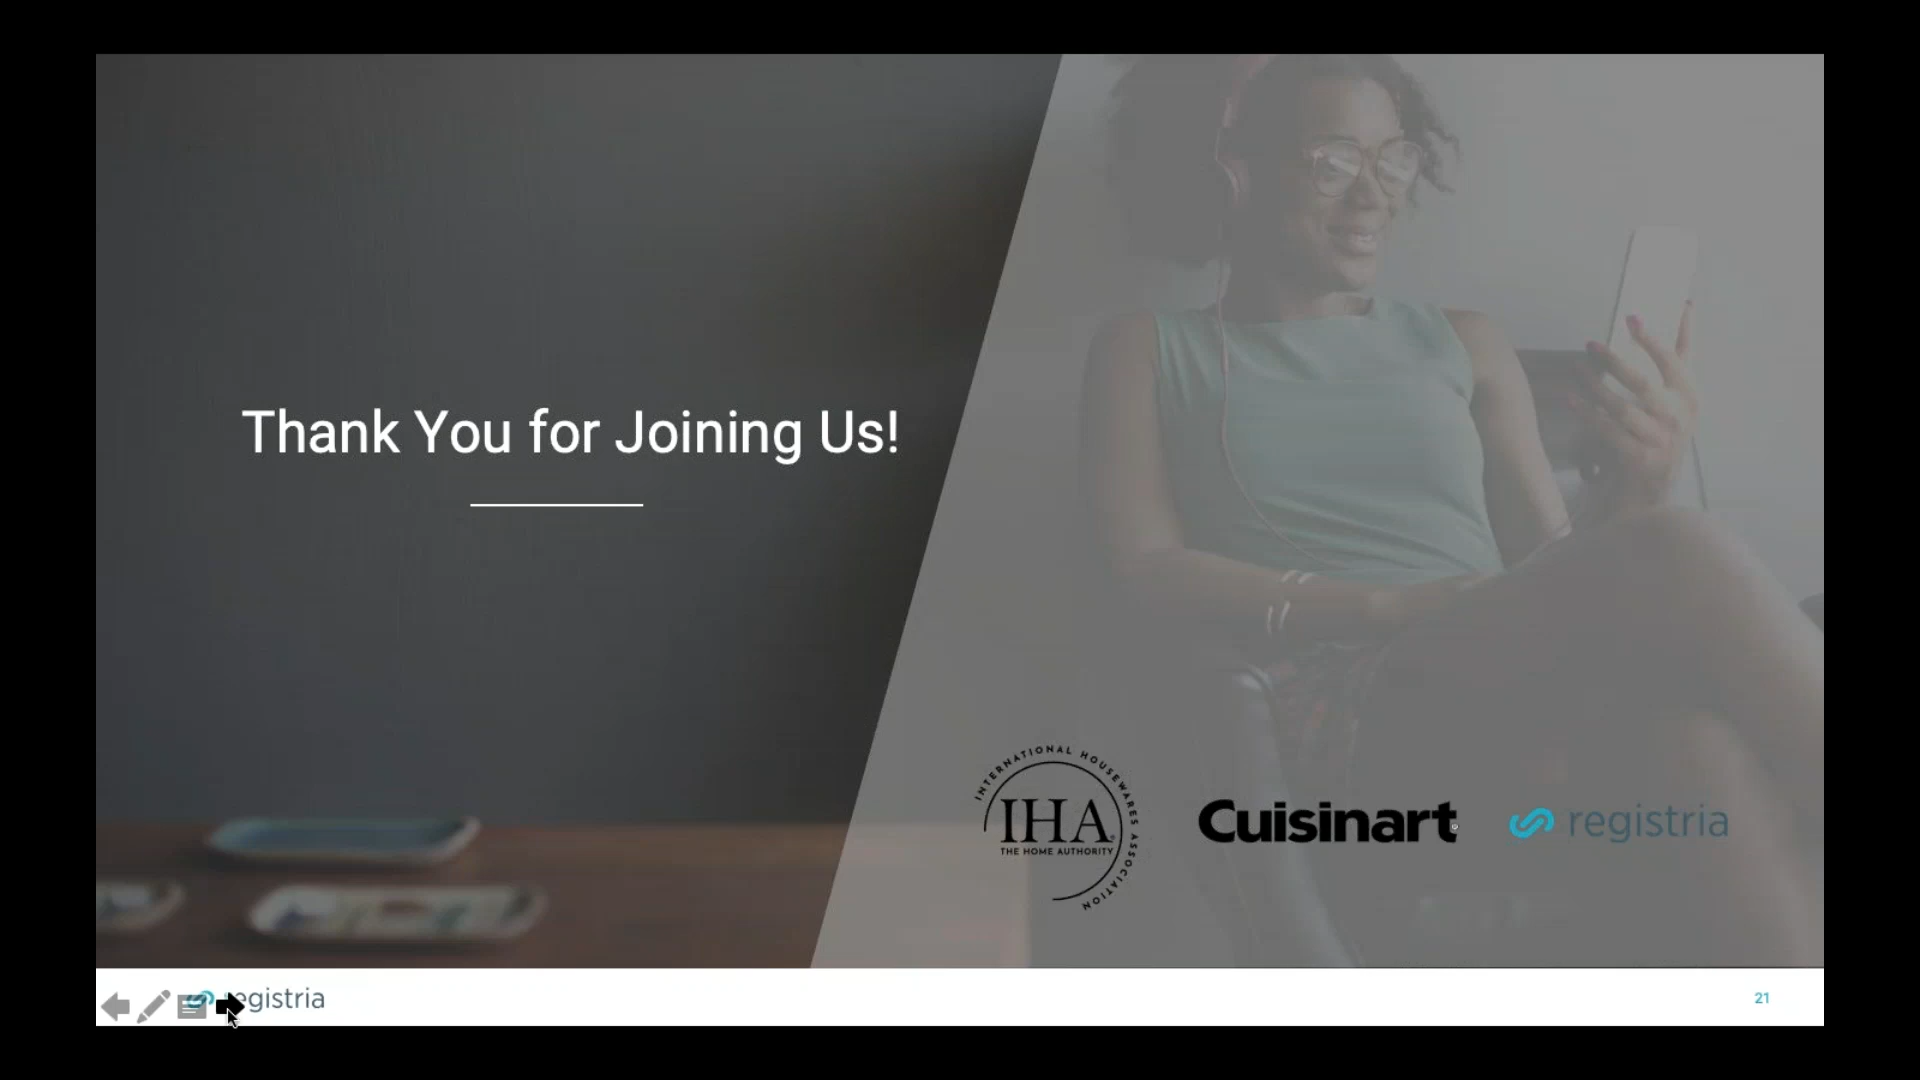 Thank You for Joining Us!
INTERNATIONAL HOUSEWARES ASSOCIATION
IHA
THE HOME AUTHORITY
Cuisinart
registria
registria
21